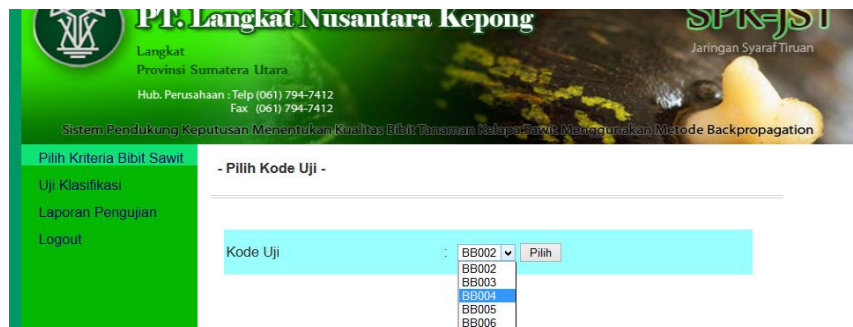 PT. Langkat Nusantara Kepong
SPK-JST
Langkat
Jaringan Syaraf Tiruan
Provinsi Sumatera Utara
Hub. Perusahaan : Telp (061) 794-7412
Fax (061) 794-7412
Sistem Pendukung Keputusan Menentukan Kualitas Bibit Tanaman Kelapa Sawit Menggunakan Metode Backpropagation
Pilih Kriteria Bibit Sawit
- Pilih Kode Uji -
Uji Klasifikasi
Laporan Pengujian
Logout
Kode Uji : BB002 Pilih
BB002
BB003
BB004
BB005
BB006